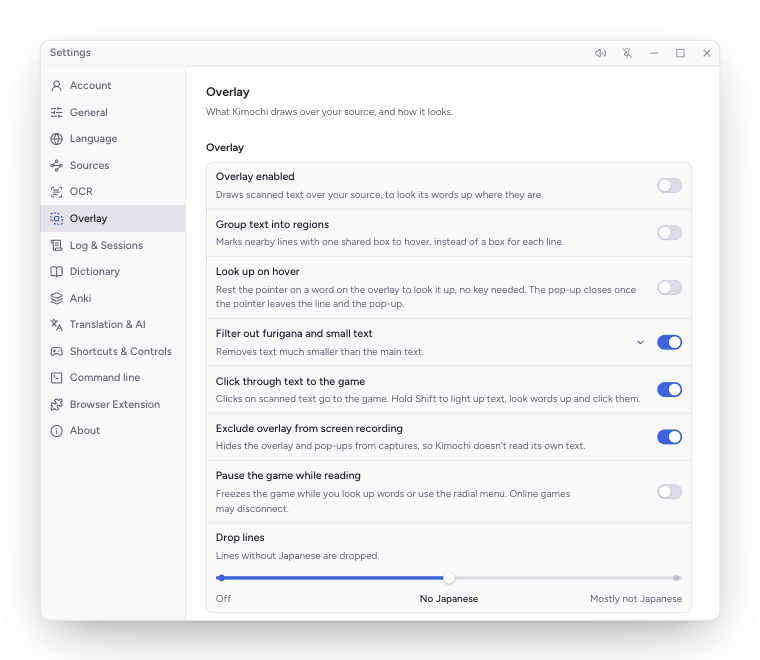 Settings
Account
General
Language
Sources
OCR
Overlay
Log & Sessions
Dictionary
Anki
Translation & AI
Shortcuts & Controls
Command line
Browser Extension
About
Overlay
What Kimochi draws over your source, and how it looks.
Overlay
Overlay enabled
Draws scanned text over your source, to look its words up where they are.
Group text into regions
Marks nearby lines with one shared box to hover, instead of a box for each line.
Look up on hover
Rest the pointer on a word on the overlay to look it up, no key needed. The pop-up closes once
the pointer leaves the line and the pop-up.
Filter out furigana and small text
Removes text much smaller than the main text.
Click through text to the game
Clicks on scanned text go to the game. Hold Shift to light up text, look words up and click them.
Exclude overlay from screen recording
Hides the overlay and pop-ups from captures, so Kimochi doesn't read its own text.
Pause the game while reading
Freezes the game while you look up words or use the radial menu. Online games
may disconnect.
Drop lines
Lines without Japanese are dropped.
Off
No Japanese
Mostly not Japanese